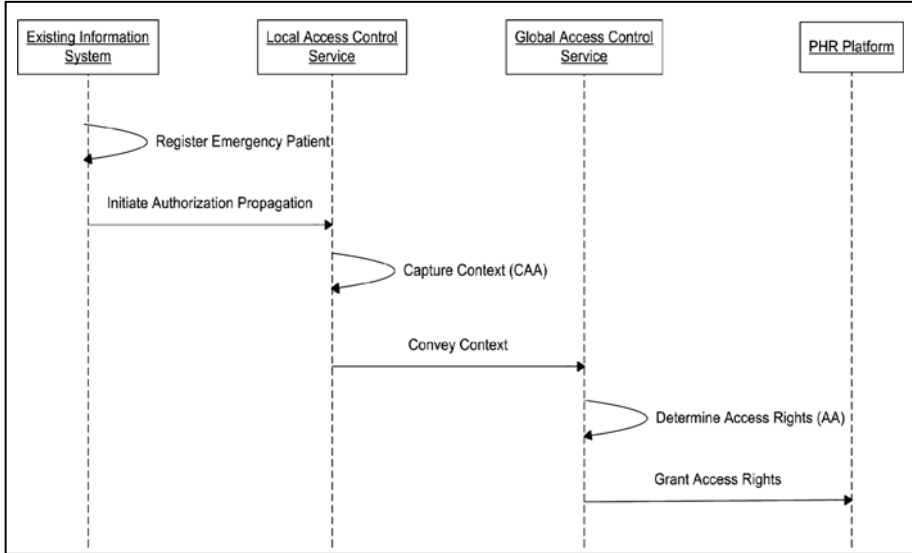 Existing Information
System
Local Access Control
Service
Global Access Control
Service
PHR Platform
Register Emergency Patient
Initiate Authorization Propagation
Capture Context (CAA)
Convey Context
Determine Access Rights (AA)
Grant Access Rights